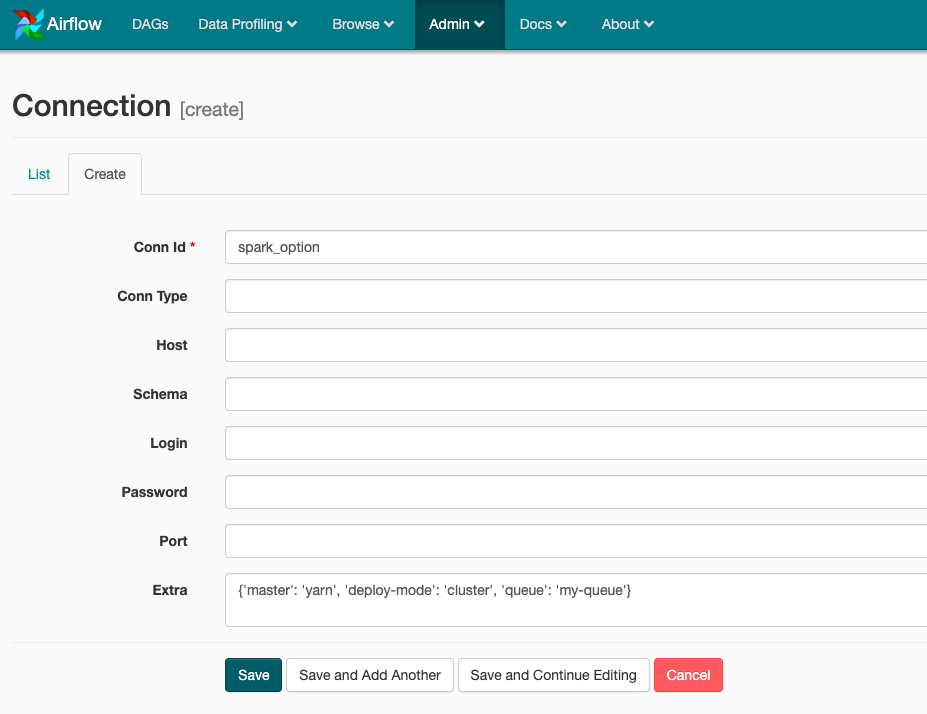 Airflow DAGs Data Profiling Browse Admin Docs About
Connection [create]
List Create
Conn Id * spark_option
Conn Type
Host
Schema
Login
Password
Port
Extra {'master': 'yarn', 'deploy-mode': 'cluster', 'queue': 'my-queue'}
Save Save and Add Another Save and Continue Editing Cancel